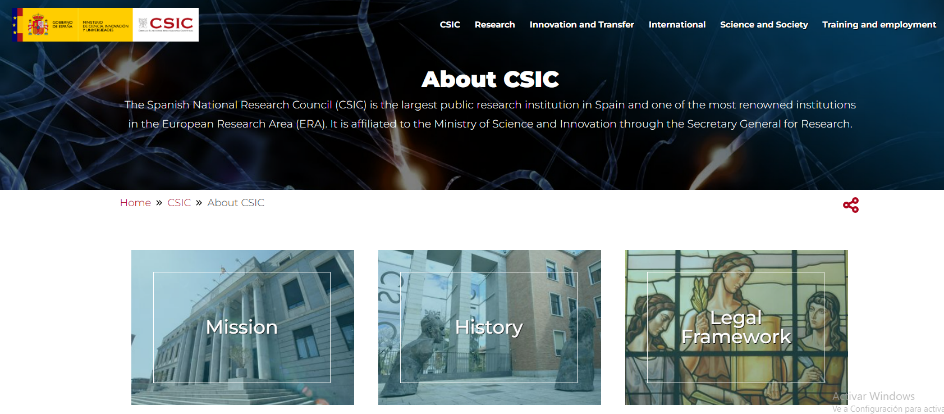 GOBIERNO
DE ESPAÑA
MINISTERIO
DE CIENCIA, INNOVACIÓN
Y UNIVERSIDADES
CSIC
CSIC Research Innovation and Transfer International Science and Society Training and employment
About CSIC
The Spanish National Research Council (CSIC) is the largest public research institution in Spain and one of the most renowned institutions
in the European Research Area (ERA). It is affiliated to the Ministry of Science and Innovation through the Secretary General for Research.
Home » CSIC » About CSIC
Mission
History
Legal
Framework
Activar Windows
Ve a Configuración para activa